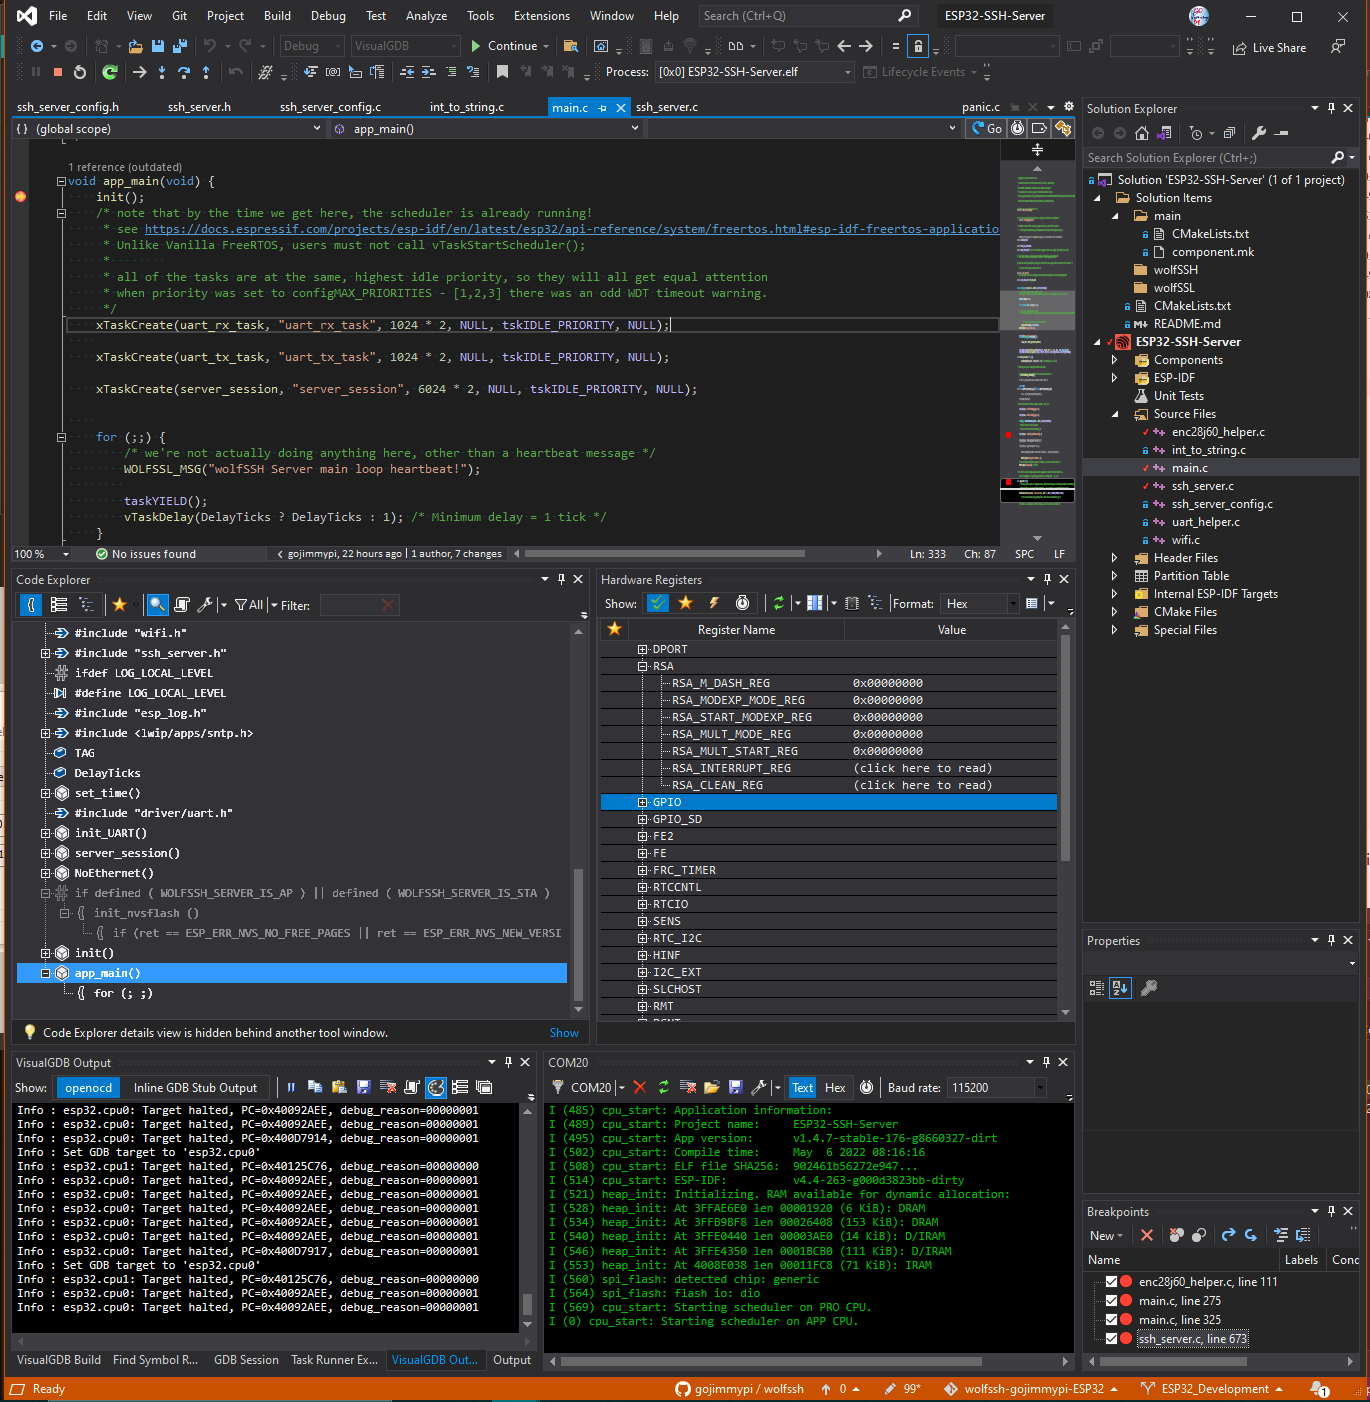 File Edit View Git Project Build Debug Test Analyze Tools Extensions Window Help Search (Ctrl+Q) ESP32-SSH-Server
Debug VisualGDB Continue Live Share
Process: [0x0] ESP32-SSH-Server.elf Lifecycle Events
ssh_server_config.h ssh_server.h ssh_server_config.c int_to_string.c main.c ssh_server.c panic.c
{ } (global scope) app_main() Go
1 reference (outdated)
void app_main(void) {
init();
/* note that by the time we get here, the scheduler is already running!
* see https://docs.espressif.com/projects/esp-idf/en/latest/esp32/api-reference/system/freertos.html#esp-idf-freertos-applicatio
* Unlike Vanilla FreeRTOS, users must not call vTaskStartScheduler();
*
* all of the tasks are at the same, highest idle priority, so they will all get equal attention
* when priority was set to configMAX_PRIORITIES - [1,2,3] there was an odd WDT timeout warning.
*/
xTaskCreate(uart_rx_task, "uart_rx_task", 1024 * 2, NULL, tskIDLE_PRIORITY, NULL);
xTaskCreate(uart_tx_task, "uart_tx_task", 1024 * 2, NULL, tskIDLE_PRIORITY, NULL);
xTaskCreate(server_session, "server_session", 6024 * 2, NULL, tskIDLE_PRIORITY, NULL);
for (;;) {
/* we're not actually doing anything here, other than a heartbeat message */
WOLFSSL_MSG("wolfSSH Server main loop heartbeat!");
taskYIELD();
vTaskDelay(DelayTicks ? DelayTicks : 1); /* Minimum delay = 1 tick */
}
100 % No issues found gojimmypi, 22 hours ago | 1 author, 7 changes Ln: 333 Ch: 87 SPC LF
Solution Explorer
Search Solution Explorer (Ctrl+;)
Solution 'ESP32-SSH-Server' (1 of 1 project)
Solution Items
main
CMakeLists.txt
component.mk
wolfSSH
wolfSSL
CMakeLists.txt
README.md
ESP32-SSH-Server
Components
ESP-IDF
Unit Tests
Source Files
enc28j60_helper.c
int_to_string.c
main.c
ssh_server.c
ssh_server_config.c
uart_helper.c
wifi.c
Header Files
Partition Table
Internal ESP-IDF Targets
CMake Files
Special Files
Code Explorer
All Filter:
#include "wifi.h"
#include "ssh_server.h"
ifdef LOG_LOCAL_LEVEL
#define LOG_LOCAL_LEVEL
#include "esp_log.h"
#include <lwip/apps/sntp.h>
TAG
DelayTicks
set_time()
#include "driver/uart.h"
init_UART()
server_session()
NoEthernet()
if defined ( WOLFSSH_SERVER_IS_AP ) || defined ( WOLFSSH_SERVER_IS_STA )
init_nvsflash ()
if (ret == ESP_ERR_NVS_NO_FREE_PAGES || ret == ESP_ERR_NVS_NEW_VERSI
init()
app_main()
for (; ;)
Code Explorer details view is hidden behind another tool window. Show
Hardware Registers
Show: Format: Hex
Register Name Value
DPORT
RSA
RSA_M_DASH_REG 0x00000000
RSA_MODEXP_MODE_REG 0x00000000
RSA_START_MODEXP_REG 0x00000000
RSA_MULT_MODE_REG 0x00000000
RSA_MULT_START_REG 0x00000000
RSA_INTERRUPT_REG (click here to read)
RSA_CLEAN_REG (click here to read)
GPIO
GPIO_SD
FE2
FE
FRC_TIMER
RTCCNTL
RTCIO
SENS
RTC_I2C
HINF
I2C_EXT
SLCHOST
RMT
Properties
VisualGDB Output
Show: openocd Inline GDB Stub Output
Info : esp32.cpu0: Target halted, PC=0x40092AEE, debug_reason=00000001
Info : esp32.cpu0: Target halted, PC=0x40092AEE, debug_reason=00000001
Info : esp32.cpu0: Target halted, PC=0x400D7914, debug_reason=00000001
Info : Set GDB target to 'esp32.cpu0'
Info : esp32.cpu1: Target halted, PC=0x40125C76, debug_reason=00000000
Info : esp32.cpu0: Target halted, PC=0x40092AEE, debug_reason=00000001
Info : esp32.cpu0: Target halted, PC=0x40092AEE, debug_reason=00000001
Info : esp32.cpu0: Target halted, PC=0x40092AEE, debug_reason=00000001
Info : esp32.cpu0: Target halted, PC=0x40092AEE, debug_reason=00000001
Info : esp32.cpu0: Target halted, PC=0x40092AEE, debug_reason=00000001
Info : esp32.cpu0: Target halted, PC=0x400D7917, debug_reason=00000001
Info : Set GDB target to 'esp32.cpu0'
Info : esp32.cpu1: Target halted, PC=0x40125C76, debug_reason=00000000
Info : esp32.cpu0: Target halted, PC=0x40092AEE, debug_reason=00000001
Info : esp32.cpu0: Target halted, PC=0x40092AEE, debug_reason=00000001
VisualGDB Build Find Symbol R... GDB Session Task Runner Ex... VisualGDB Out... Output
COM20
COM20 Text Hex Baud rate: 115200
I (485) cpu_start: Application information:
I (489) cpu_start: Project name: ESP32-SSH-Server
I (495) cpu_start: App version: v1.4.7-stable-176-g8660327-dirt
I (502) cpu_start: Compile time: May 6 2022 08:16:16
I (508) cpu_start: ELF file SHA256: 902461b56272e947...
I (514) cpu_start: ESP-IDF: v4.4-263-g000d3823bb-dirty
I (521) heap_init: Initializing. RAM available for dynamic allocation:
I (528) heap_init: At 3FFAE6E0 len 00001920 (6 KiB): DRAM
I (534) heap_init: At 3FFB9BF8 len 00026408 (153 KiB): DRAM
I (540) heap_init: At 3FFE0440 len 00003AE0 (14 KiB): D/IRAM
I (546) heap_init: At 3FFE4350 len 0001BCB0 (111 KiB): D/IRAM
I (553) heap_init: At 4008E038 len 00011FC8 (71 KiB): IRAM
I (560) spi_flash: detected chip: generic
I (564) spi_flash: flash io: dio
I (569) cpu_start: Starting scheduler on PRO CPU.
I (0) cpu_start: Starting scheduler on APP CPU.
Breakpoints
New
Name Labels Conc
enc28j60_helper.c, line 111
main.c, line 275
main.c, line 325
ssh_server.c, line 673
Ready gojimmypi / wolfssh 0 99* wolfssh-gojimmypi-ESP32 ESP32_Development 1